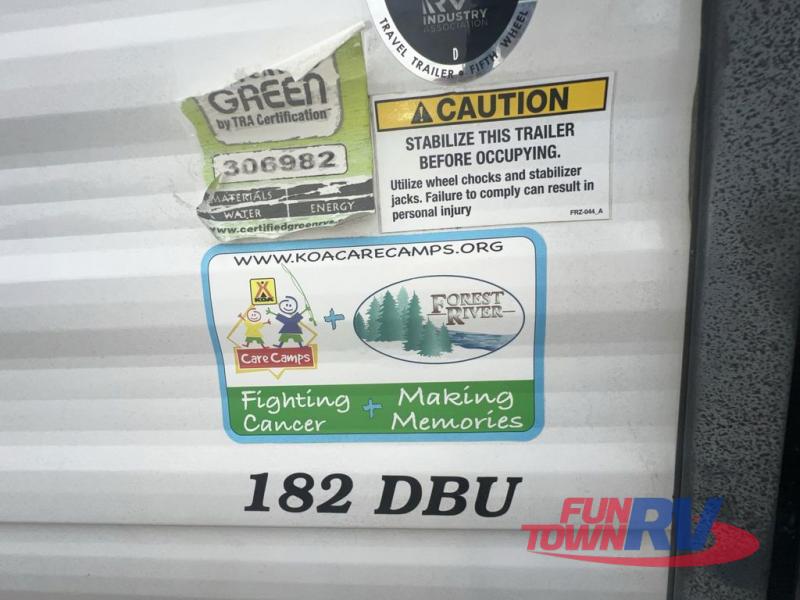 RV
INDUSTRY
ASSOCIATION
D
TRAVEL TRAILER • FIFTH WHEEL
GREEN
by TRA Certification™
306982
MATERIALS
WATER ENERGY
www.certifiedgreenrv
CAUTION
STABILIZE THIS TRAILER
BEFORE OCCUPYING.
Utilize wheel chocks and stabilizer
jacks. Failure to comply can result in
personal injury
FRZ-044_A
WWW.KOACARECAMPS.ORG
KOA
Care Camps
+
FOREST
RIVER
Fighting + Making
Cancer Memories
182 DBU
FUN
TOWN RV